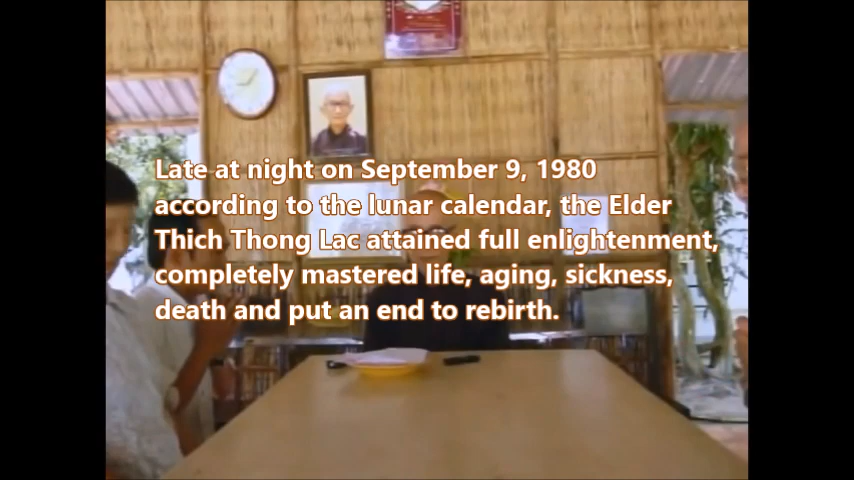 Late at night on September 9, 1980
according to the lunar calendar, the Elder
Thich Thong Lac attained full enlightenment,
completely mastered life, aging, sickness,
death and put an end to rebirth.